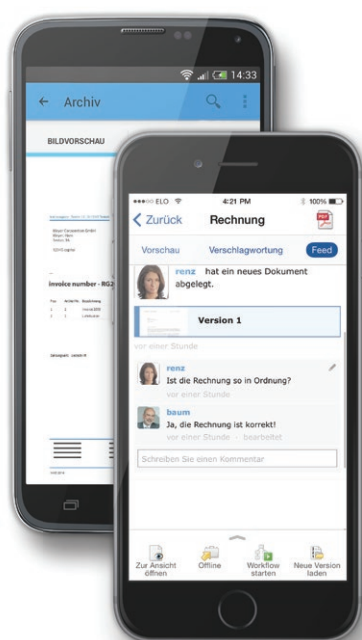 14:33
Archiv
BILDVORSCHAU
invoice number - RG
ELO
4:21 PM
100%
Zurück
Rechnung
PDF
Vorschau
Verschlagwortung
Feed
renz hat ein neues Dokument
abgelegt.
Version 1
vor einer Stunde
renz
Ist die Rechnung so in Ordnung?
vor einer Stunde
baum
Ja, die Rechnung ist korrekt!
vor einer Stunde - bearbeitet
Schreiben Sie einen Kommentar
Zur Ansicht
öffnen
Offline
Workflow
starten
Neue Version
laden